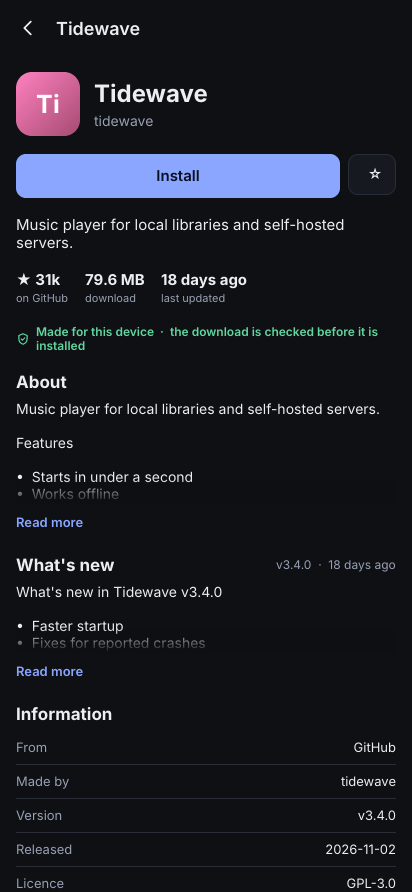 Tidewave
Ti
Tidewave
tidewave
Install
Music player for local libraries and self-hosted
servers.
★ 31k
on GitHub
79.6 MB
download
18 days ago
last updated
Made for this device · the download is checked before it is
installed
About
Music player for local libraries and self-hosted servers.
Features
• Starts in under a second
• Works offline
Read more
What's new
v3.4.0 · 18 days ago
What's new in Tidewave v3.4.0
• Faster startup
• Fixes for reported crashes
Read more
Information
From GitHub
Made by tidewave
Version v3.4.0
Released 2026-11-02
Licence GPL-3.0